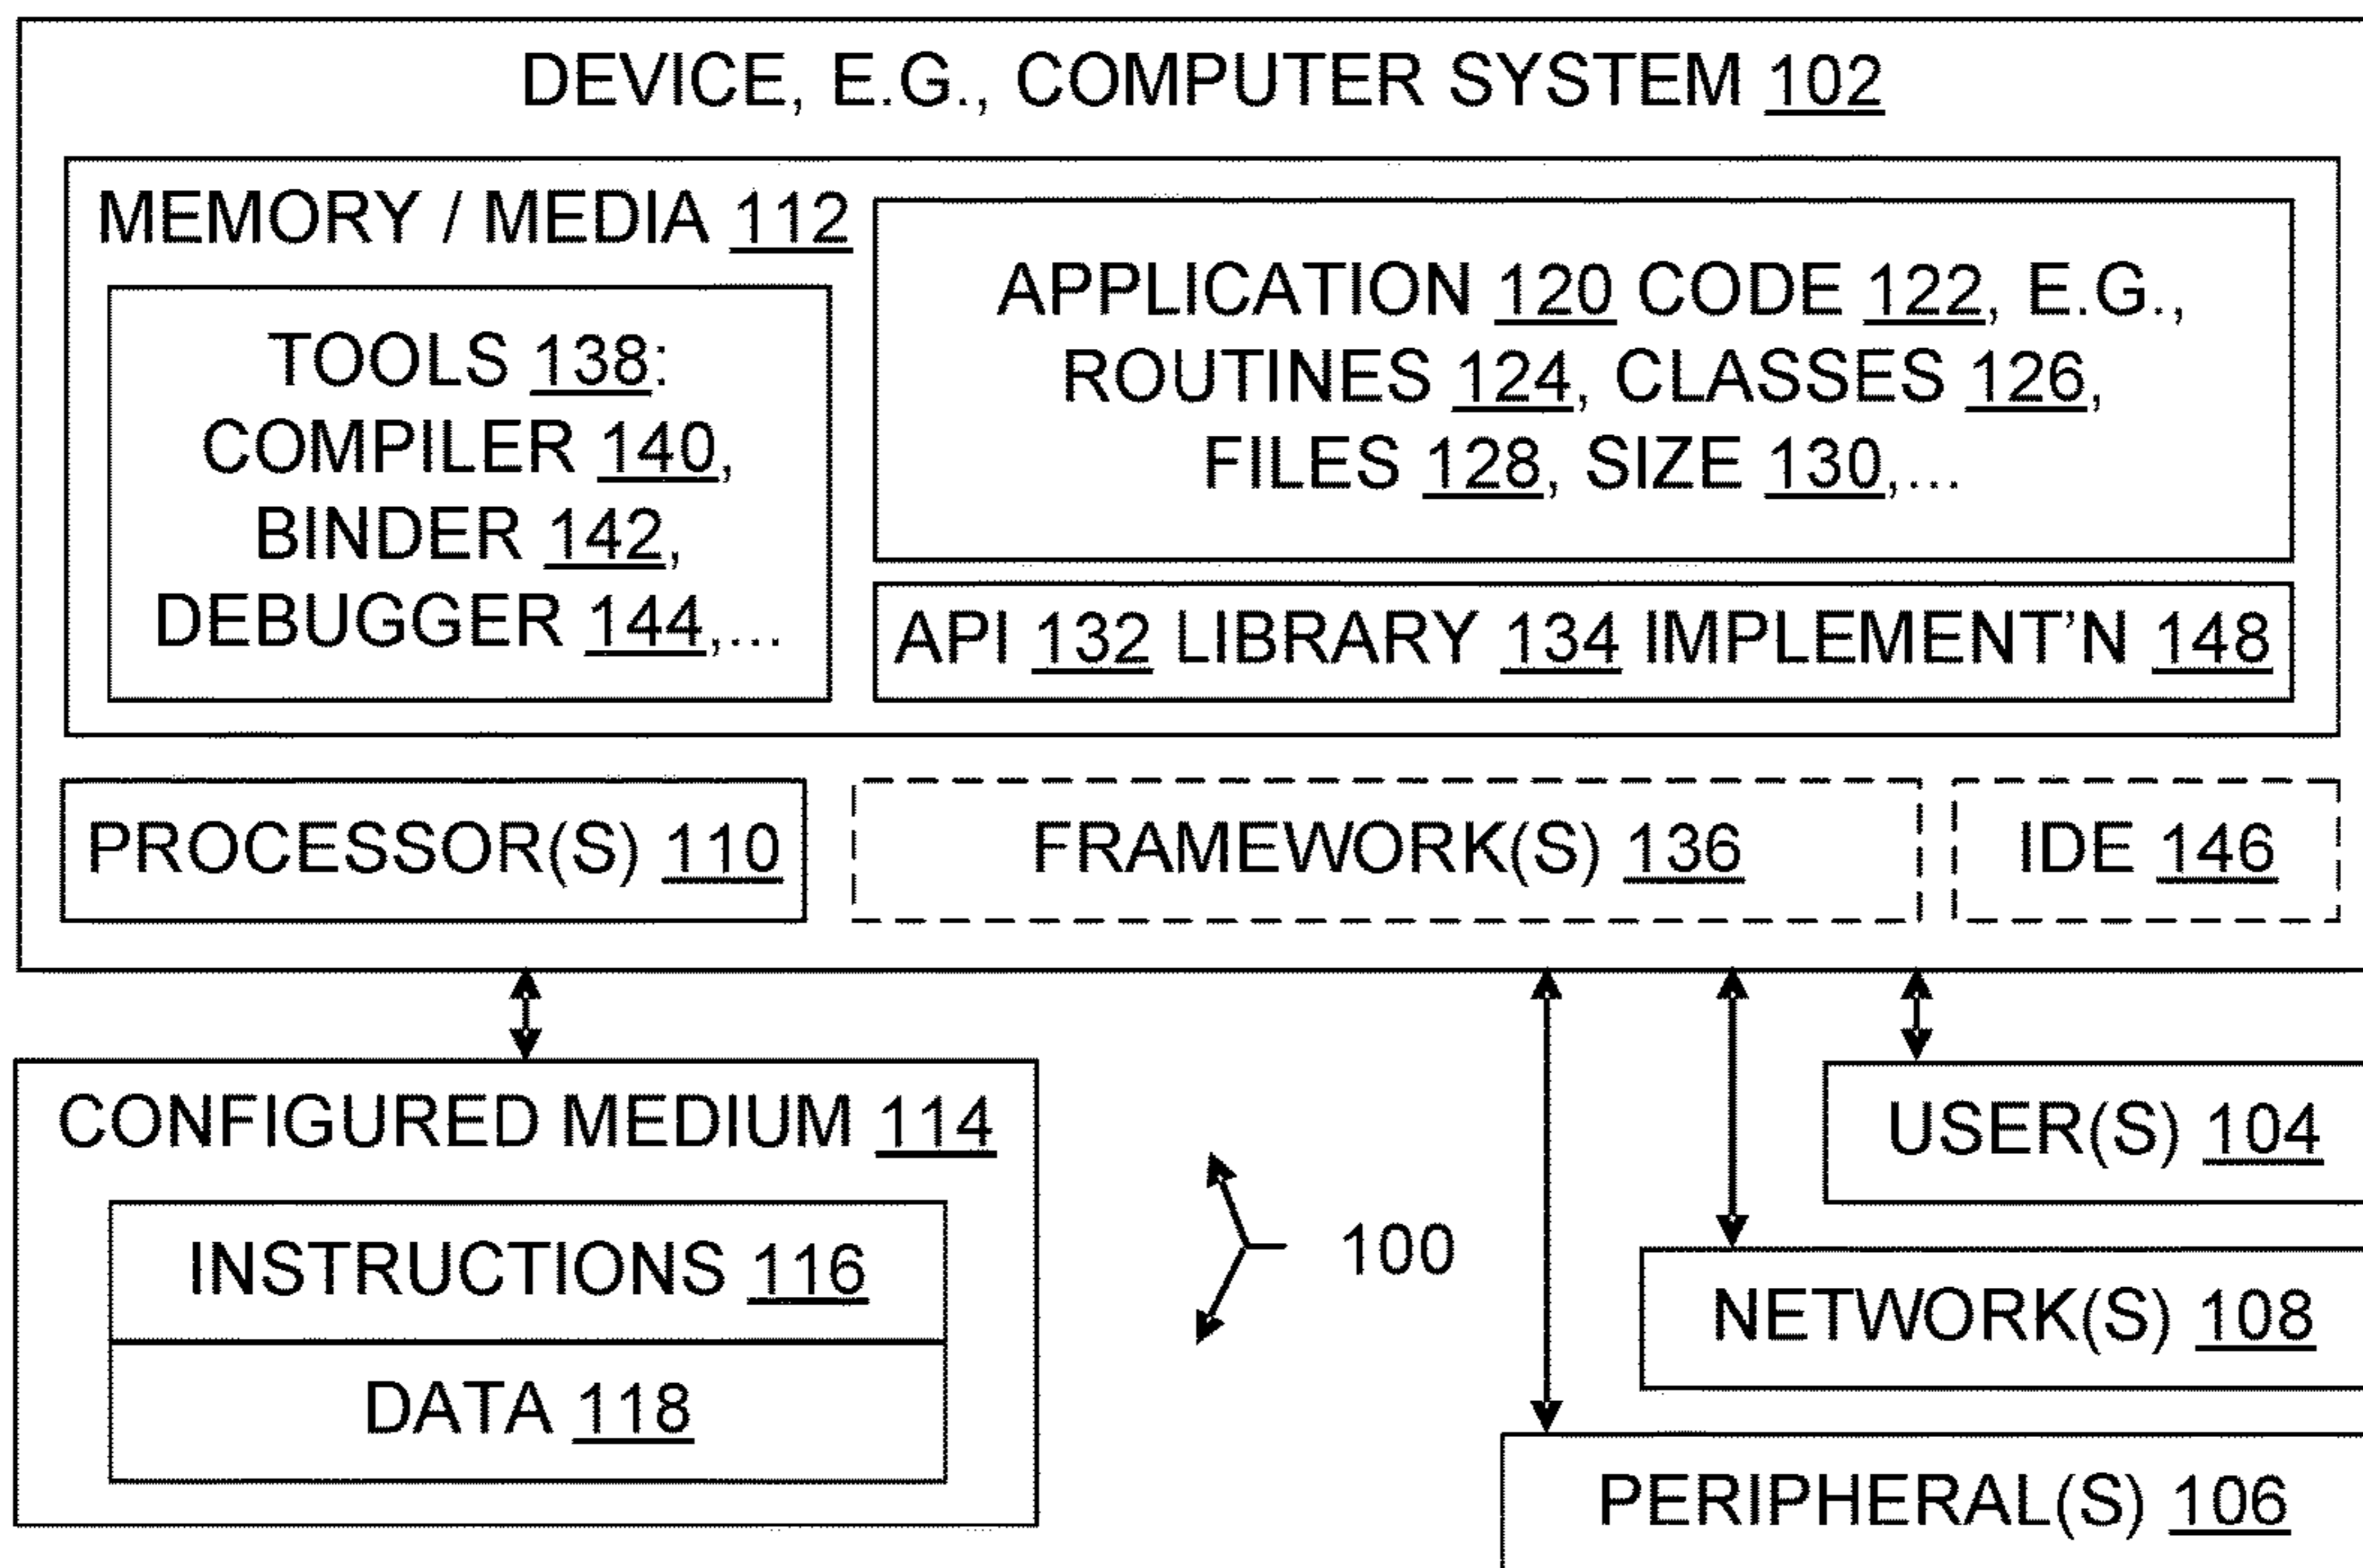 DEVICE, E.G., COMPUTER SYSTEM 102
MEMORY / MEDIA 112
TOOLS 138:
COMPILER 140,
BINDER 142,
DEBUGGER 144,...
APPLICATION 120 CODE 122, E.G.,
ROUTINES 124, CLASSES 126,
FILES 128, SIZE 130,...
API 132 LIBRARY 134 IMPLEMENT’N 148
PROCESSOR(S) 110
FRAMEWORK(S) 136
IDE 146
CONFIGURED MEDIUM 114
INSTRUCTIONS 116
DATA 118
100
USER(S) 104
NETWORK(S) 108
PERIPHERAL(S) 106